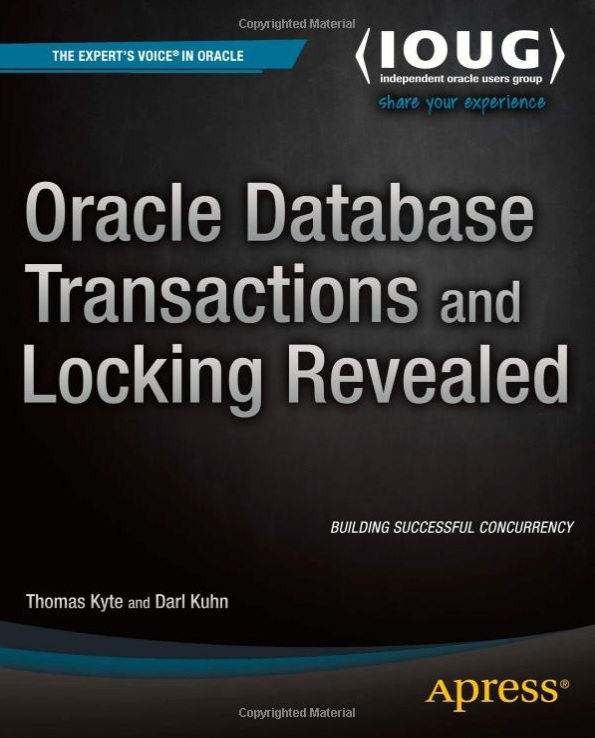 Copyrighted Material
THE EXPERT'S VOICE® IN ORACLE
⟨IOUG⟩
independent oracle users group
share your experience
Oracle Database
Transactions and
Locking Revealed
BUILDING SUCCESSFUL CONCURRENCY
Thomas Kyte and Darl Kuhn
Apress®
Copyrighted Material